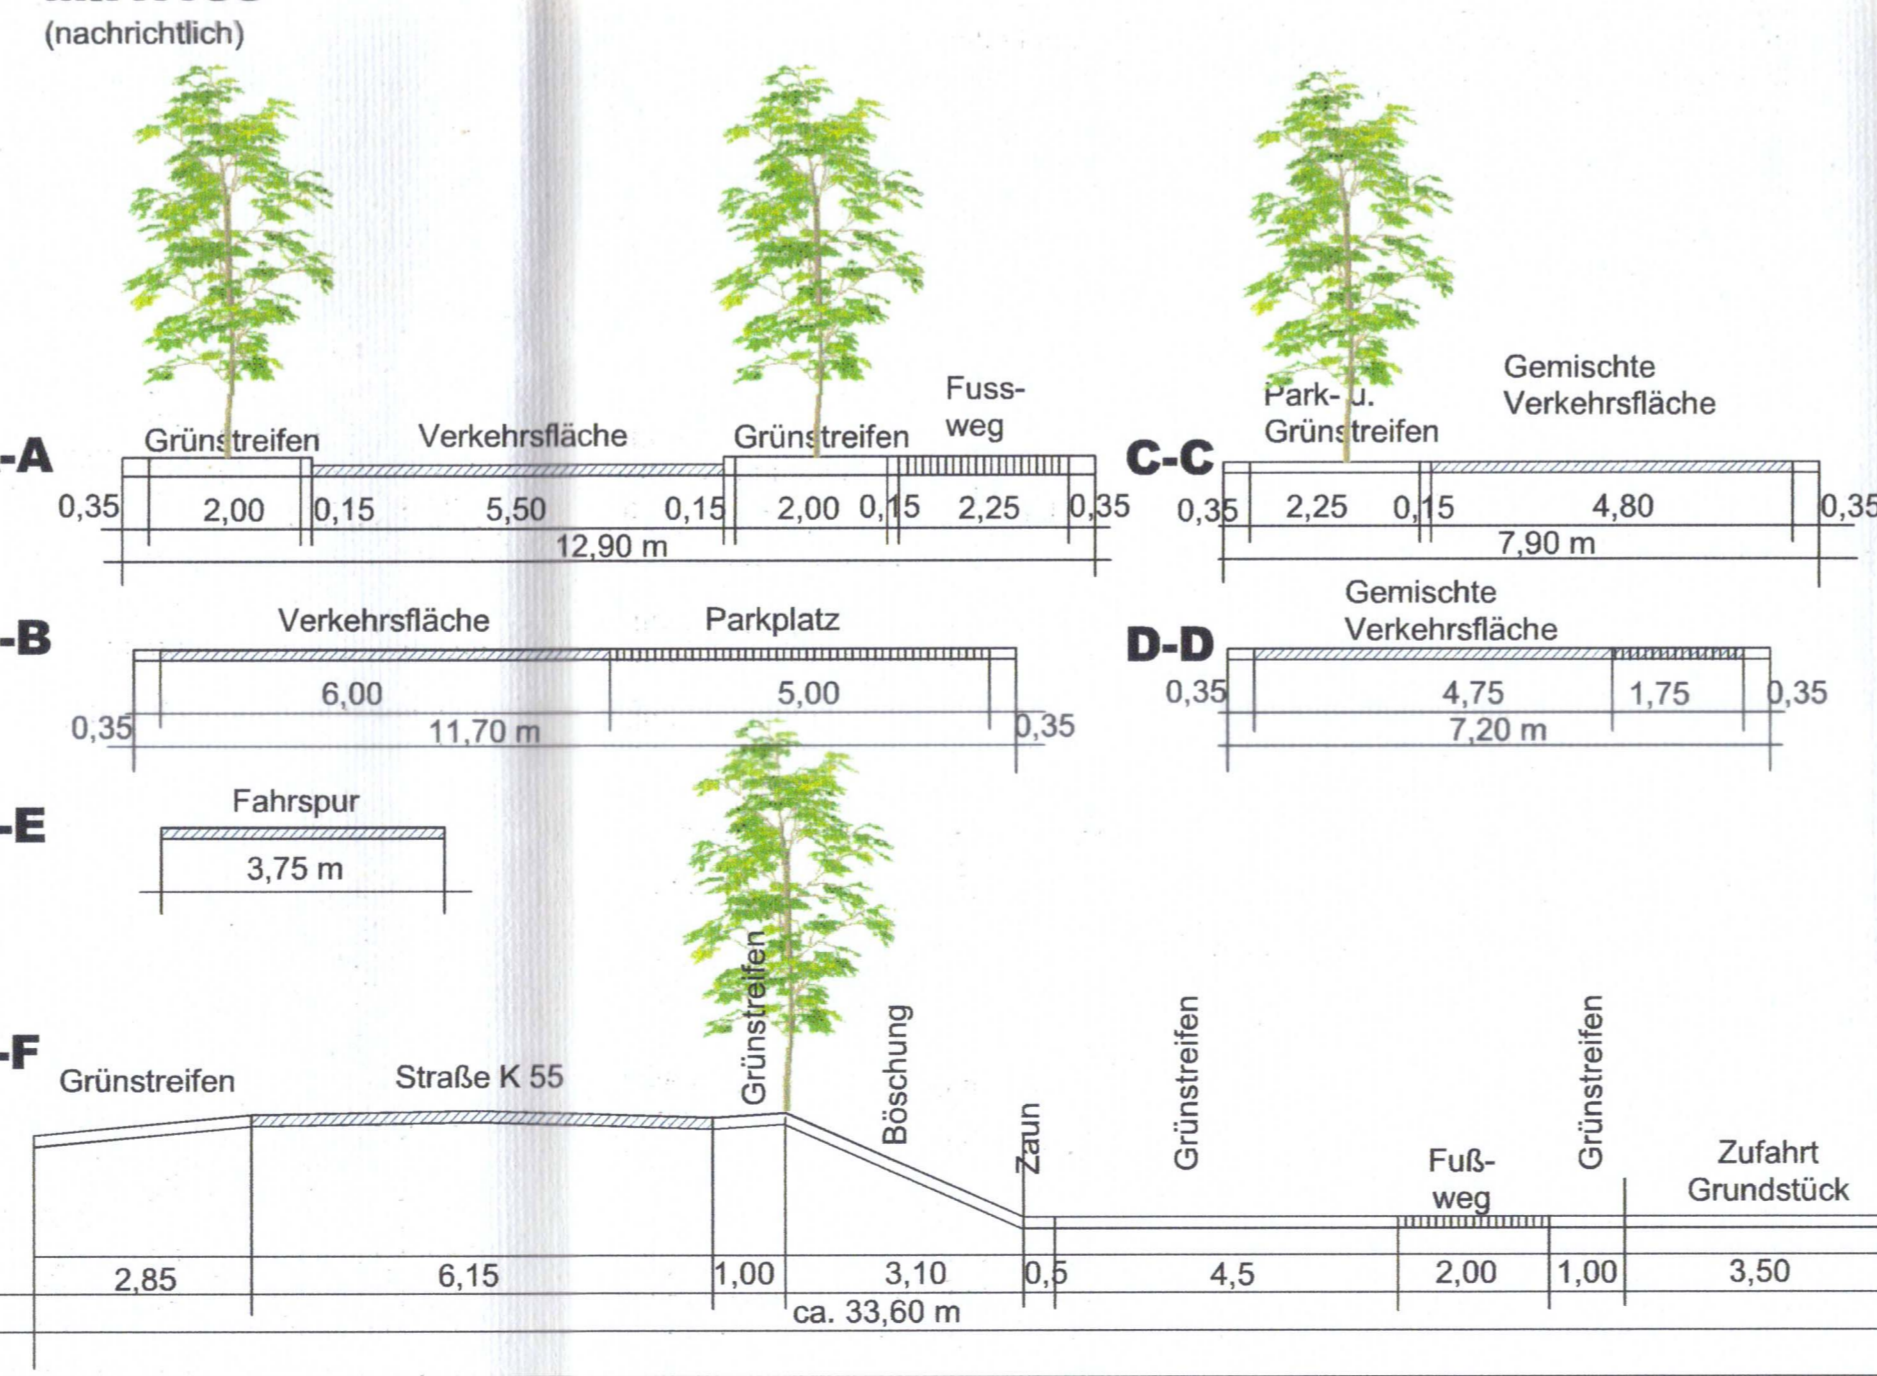 (nachrichtlich)
-A
Grünstreifen
Verkehrsfläche
Grünstreifen
Fuss-
weg
0,35 2,00 0,15 5,50 0,15 2,00 0,15 2,25 0,35
12,90 m
C-C
Park- u.
Grünstreifen
Gemischte
Verkehrsfläche
0,35 2,25 0,15 4,80 0,35
7,90 m
-B
Verkehrsfläche
Parkplatz
6,00 5,00
0,35 11,70 m 0,35
D-D
Gemischte
Verkehrsfläche
0,35 4,75 1,75 0,35
7,20 m
-E
Fahrspur
3,75 m
-F
Grünstreifen
Straße K 55
Grünstreifen
Böschung
Zaun
Grünstreifen
Fuß-
weg
Grünstreifen
Zufahrt
Grundstück
2,85 6,15 1,00 3,10 0,5 4,5 2,00 1,00 3,50
ca. 33,60 m